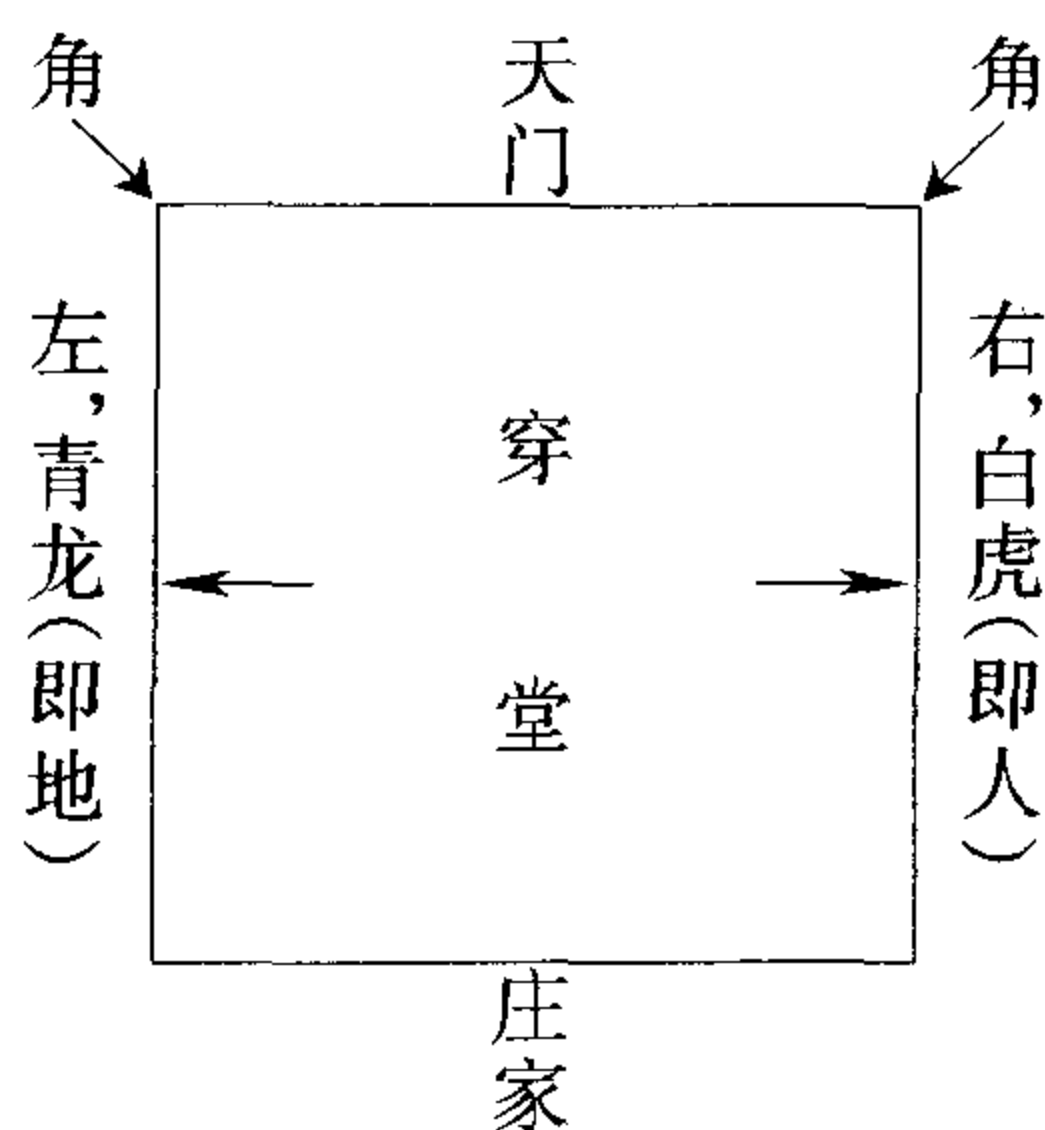 角
天门
角
左，青龙（即地）
穿堂
右，白虎（即人）
庄家